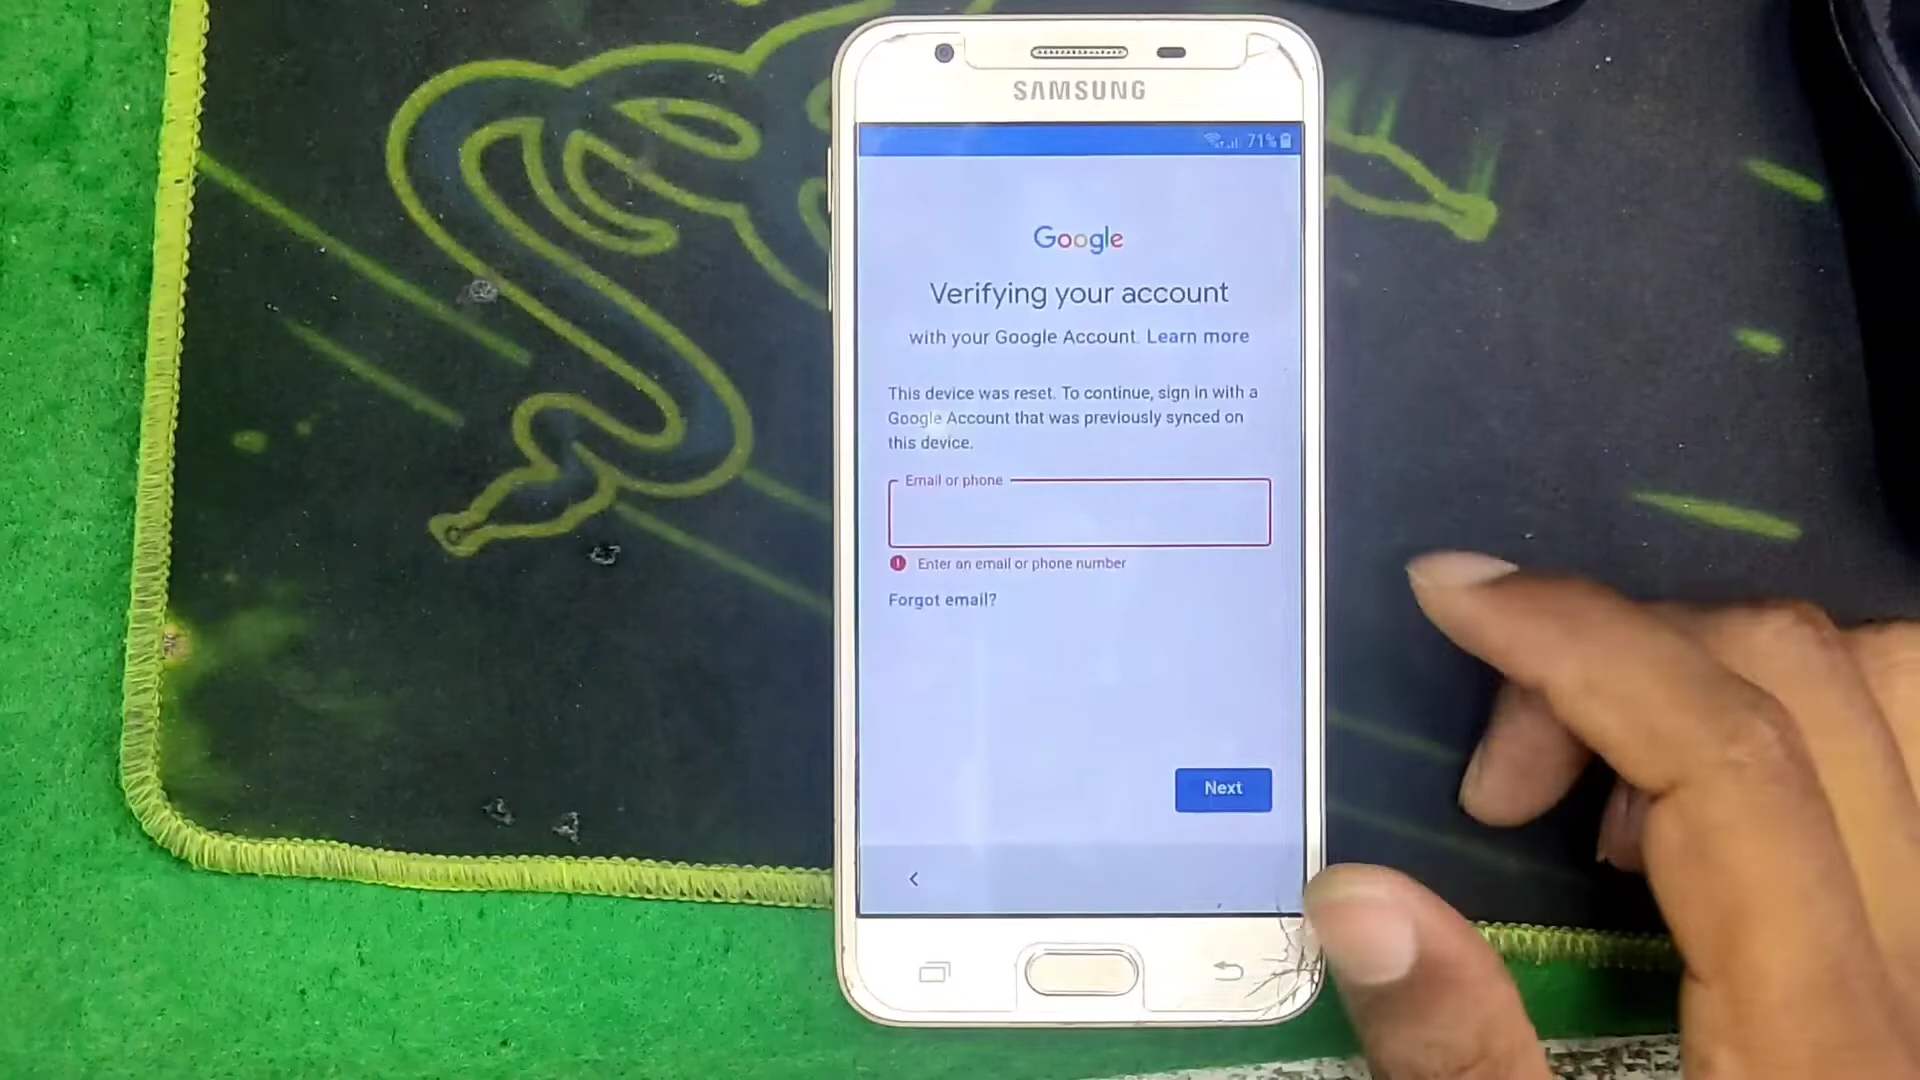 SAMSUNG
71%
Google
Verifying your account
with your Google Account. Learn more
This device was reset. To continue, sign in with a
Google Account that was previously synced on
this device.
Email or phone
Enter an email or phone number
Forgot email?
Next